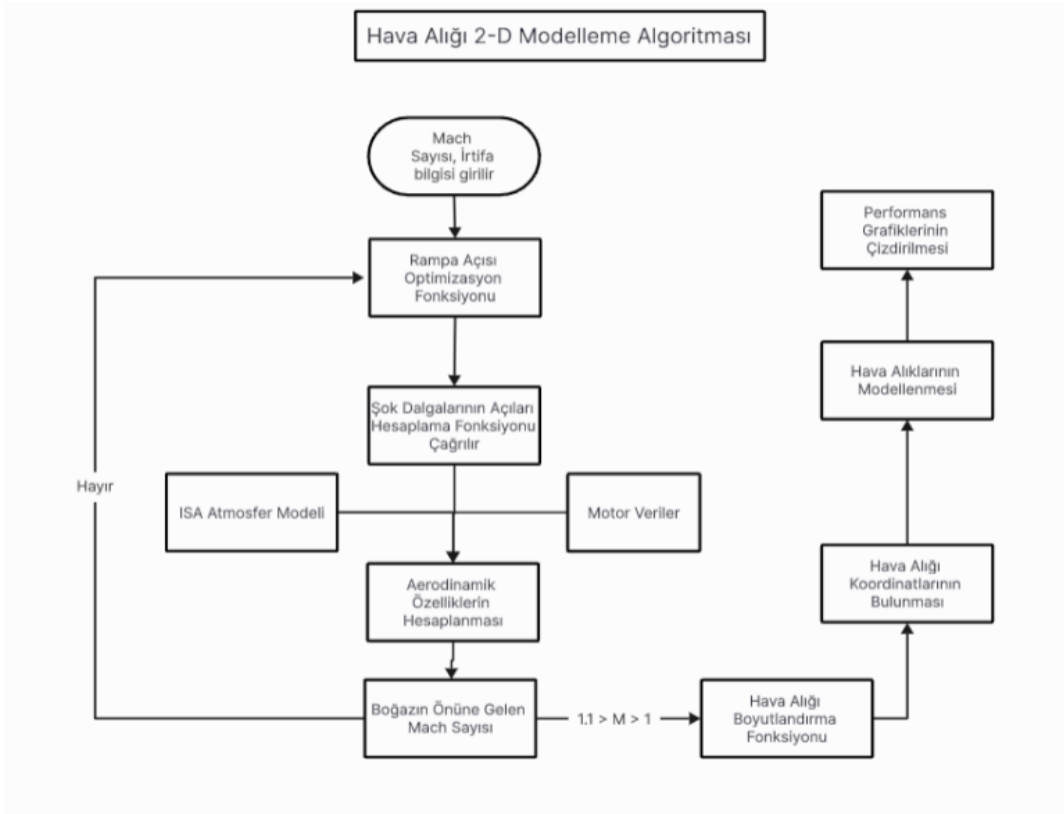 Hava Alığı 2-D Modelleme Algoritması
Mach
Sayısı, İrtifa
bilgisi girilir
Rampa Açısı
Optimizasyon
Fonksiyonu
Şok Dalgalarının Açıları
Hesaplama Fonksiyonu
Çağrılır
Hayır
ISA Atmosfer Modeli
Motor Veriler
Aerodinamik
Özelliklerin
Hesaplanması
Boğazın Önüne Gelen
Mach Sayısı
1.1 > M > 1
Hava Alığı
Boyutlandırma
Fonksiyonu
Hava Alığı
Koordinatlarının
Bulunması
Hava Alıklarının
Modellenmesi
Performans
Grafiklerinin
Çizdirilmesi